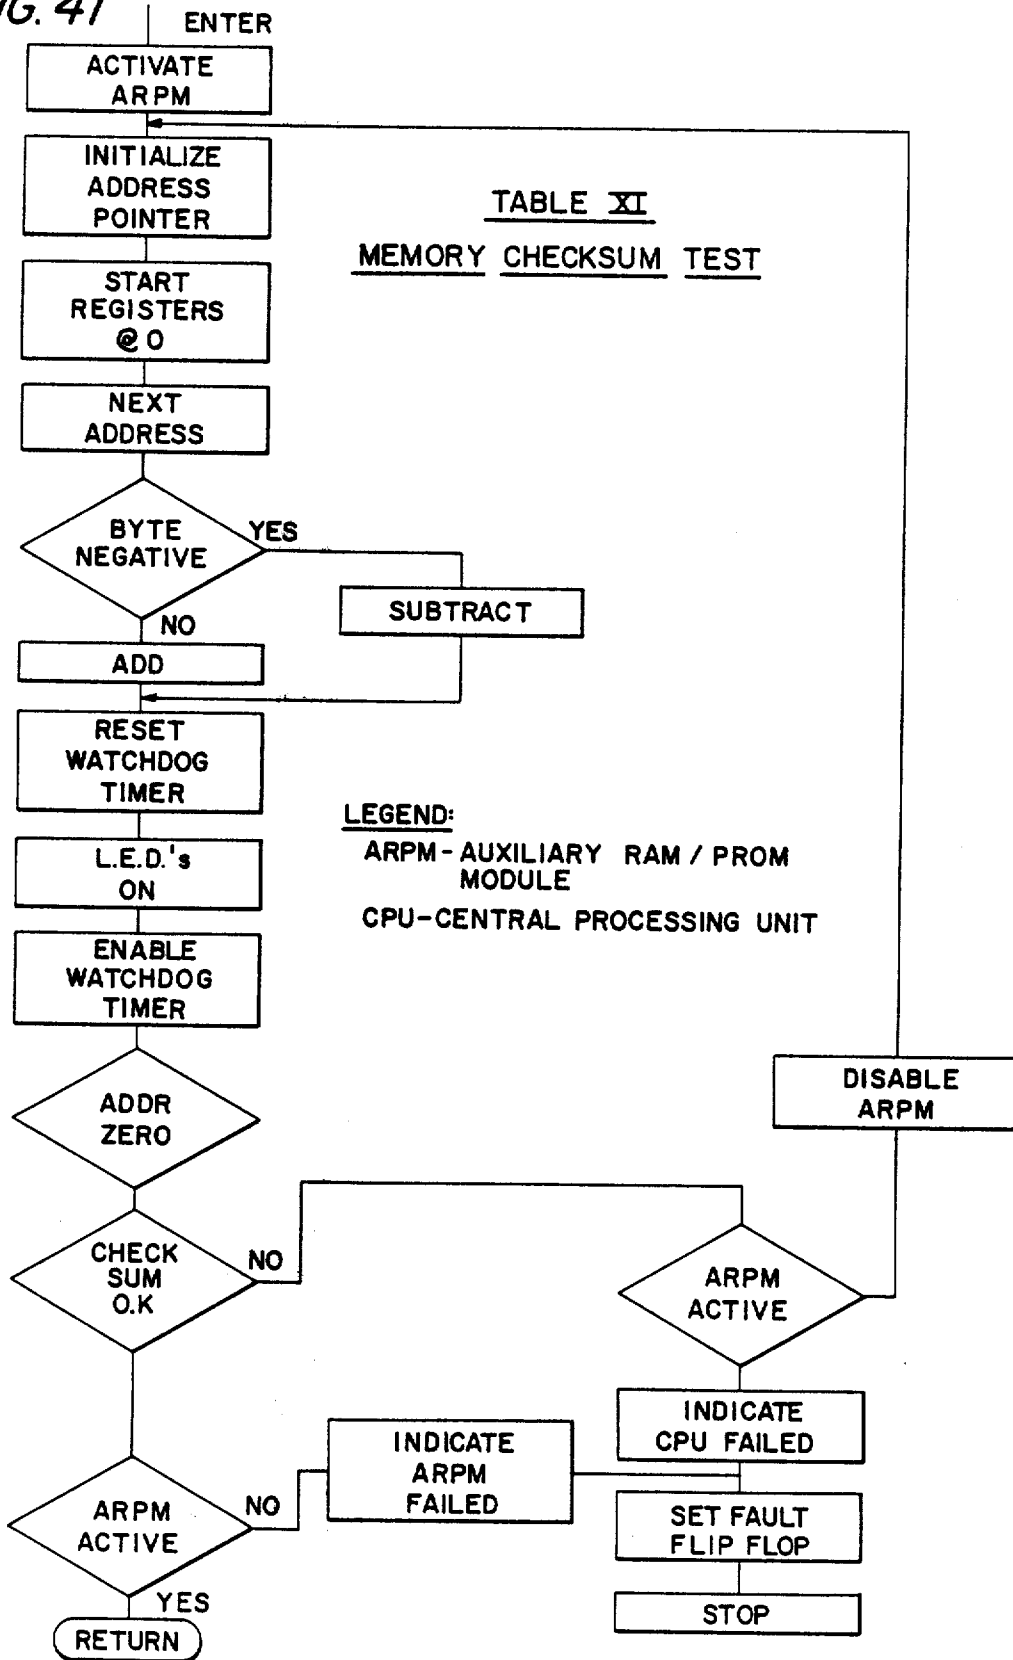 FIG. 41
ENTER
ACTIVATE
ARPM
INITIALIZE
ADDRESS
POINTER
TABLE XI
MEMORY CHECKSUM TEST
START
REGISTERS
@ 0
NEXT
ADDRESS
BYTE
NEGATIVE
YES
SUBTRACT
NO
ADD
RESET
WATCHDOG
TIMER
LEGEND:
ARPM-AUXILIARY RAM / PROM
MODULE
CPU-CENTRAL PROCESSING UNIT
L.E.D.'s
ON
ENABLE
WATCHDOG
TIMER
ADDR
ZERO
DISABLE
ARPM
CHECK
SUM
O.K
NO
ARPM
ACTIVE
INDICATE
CPU FAILED
INDICATE
ARPM
FAILED
ARPM
ACTIVE
NO
SET FAULT
FLIP FLOP
YES
STOP
RETURN